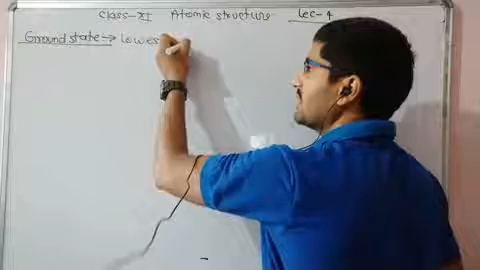 Class-XI Atomic structure Lec-4
Ground state → Lowes